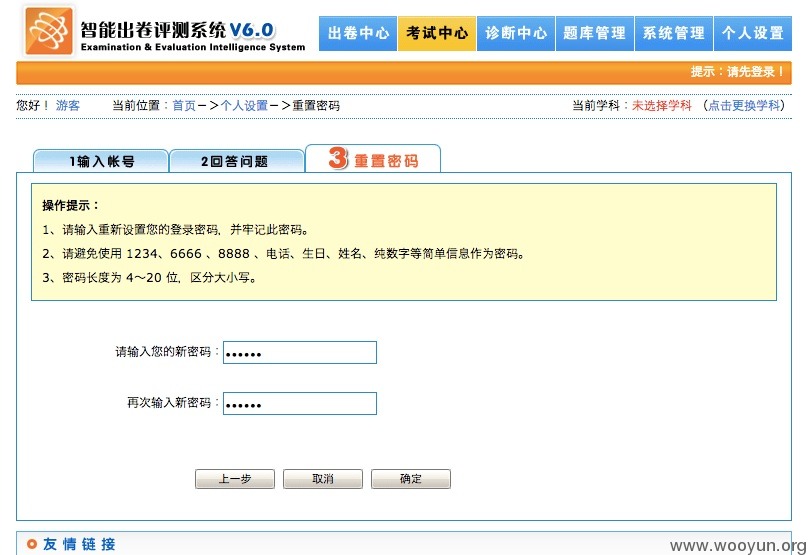 智能出卷评测系统 V6.0
Examination & Evaluation Intelligence System
出卷中心 考试中心 诊断中心 题库管理 系统管理 个人设置
提示：请先登录！
您好！ 游客 当前位置：首页－＞个人设置－＞重置密码 当前学科：未选择学科 （点击更换学科）
1输入帐号 2回答问题 3重置密码
操作提示：
1、请输入重新设置您的登录密码，并牢记此密码。
2、请避免使用 1234、6666 、8888 、电话、生日、姓名、纯数字等简单信息作为密码。
3、密码长度为 4～20 位，区分大小写。
请输入您的新密码：••••••
再次输入新密码：••••••
上一步 取消 确定
友情链接
www.wooyun.org